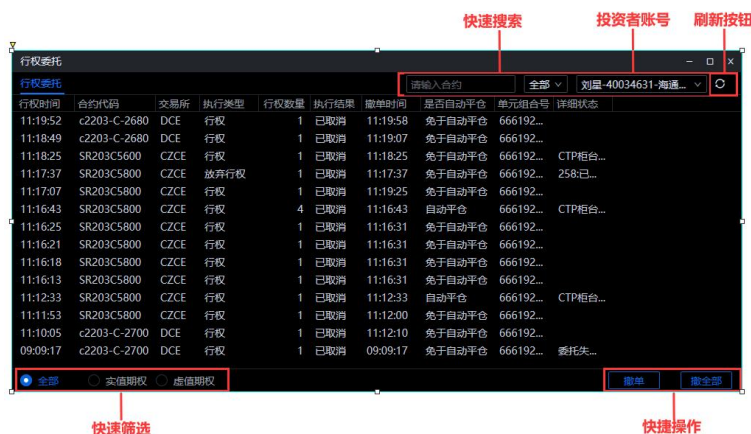 快速搜索 投资者账号 刷新按钮
行权委托
行权委托 请输入合约 全部 刘星-40034631-海通...
行权时间 合约代码 交易所 执行类型 行权数量 执行结果 撤单时间 是否自动平仓 单元组合号 详细状态
11:19:52 c2203-C-2680 DCE 行权 1 已取消 11:19:58 免于自动平仓 666192...
11:18:49 c2203-C-2680 DCE 行权 1 已取消 11:19:07 免于自动平仓 666192...
11:18:25 SR203C5600 CZCE 行权 1 已取消 11:18:25 免于自动平仓 666192... CTP柜台...
11:17:37 SR203C5800 CZCE 放弃行权 1 已取消 11:17:37 免于自动平仓 666192... 258:已...
11:17:07 SR203C5800 CZCE 行权 1 已取消 11:19:25 免于自动平仓 666192...
11:16:43 SR203C5800 CZCE 行权 4 已取消 11:16:43 自动平仓 666192... CTP柜台...
11:16:25 SR203C5800 CZCE 行权 1 已取消 11:16:31 免于自动平仓 666192...
11:16:21 SR203C5800 CZCE 行权 1 已取消 11:16:31 免于自动平仓 666192...
11:16:18 SR203C5800 CZCE 行权 1 已取消 11:16:31 免于自动平仓 666192...
11:16:13 SR203C5800 CZCE 行权 1 已取消 11:16:31 免于自动平仓 666192...
11:12:33 SR203C5800 CZCE 行权 1 已取消 11:12:33 自动平仓 666192... CTP柜台...
11:11:53 SR203C5800 CZCE 行权 1 已取消 11:12:00 免于自动平仓 666192...
11:10:05 c2203-C-2700 DCE 行权 1 已取消 11:12:10 免于自动平仓 666192...
09:09:17 c2203-C-2700 DCE 行权 1 已取消 09:09:17 免于自动平仓 666192... 委托失...
全部 实值期权 虚值期权 撤单 撤全部
快速筛选 快捷操作